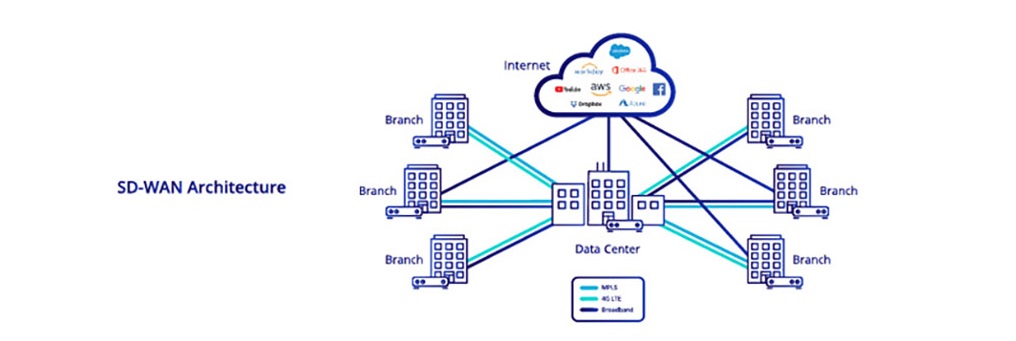 salesforce
Internet
workday
Office 365
YouTube
aws
Google
Dropbox
Azure
Branch
Branch
SD-WAN Architecture
Branch
Branch
Data Center
Branch
Branch
MPLS
4G LTE
Broadband